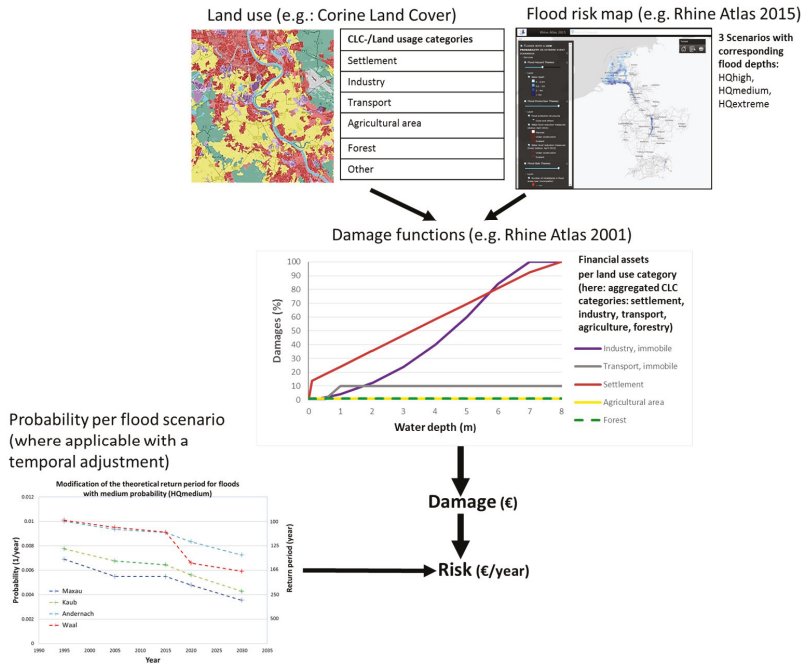 Land use (e.g.: Corine Land Cover)
Flood risk map (e.g. Rhine Atlas 2015)
CLC-/Land usage categories
Settlement
Industry
Transport
Agricultural area
Forest
Other
Rhine Atlas 2015
3 Scenarios with
corresponding
flood depths:
HQhigh,
HQmedium,
HQextreme
Damage functions (e.g. Rhine Atlas 2001)
100
90
80
70
60
50
40
30
20
10
0
Damages (%)
0 1 2 3 4 5 6 7 8
Water depth (m)
Financial assets
per land use category
(here: aggregated CLC
categories: settlement,
industry, transport,
agriculture, forestry)
Industry, immobile
Transport, immobile
Settlement
Agricultural area
Forest
Probability per flood scenario
(where applicable with a
temporal adjustment)
Modification of the theoretical return period for floods
with medium probability (HQmedium)
0.012
0.01
0.008
0.006
0.004
0.002
0
Probability (1/year)
100
125
166
250
500
Return period (year)
Maxau
Kaub
Andernach
Waal
1990 1995 2000 2005 2010 2015 2020 2025 2030 2035
Year
Damage (€)
Risk (€/year)